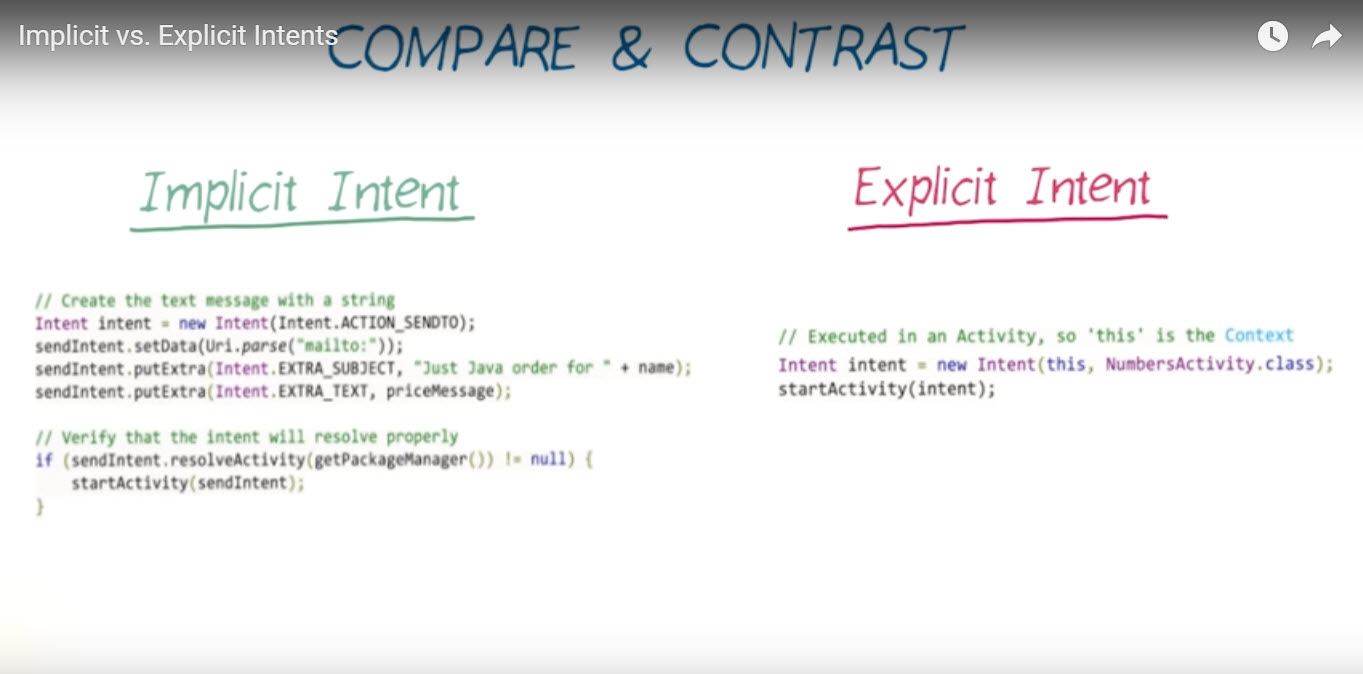 Implicit vs. Explicit Intents
COMPARE & CONTRAST
Implicit Intent
// Create the text message with a string
Intent intent = new Intent(Intent.ACTION_SENDTO);
sendIntent.setData(Uri.parse("mailto:"));
sendIntent.putExtra(Intent.EXTRA_SUBJECT, "Just Java order for " + name);
sendIntent.putExtra(Intent.EXTRA_TEXT, priceMessage);
// Verify that the intent will resolve properly
if (sendIntent.resolveActivity(getPackageManager()) != null) {
startActivity(sendIntent);
}
Explicit Intent
// Executed in an Activity, so 'this' is the Context
Intent intent = new Intent(this, NumbersActivity.class);
startActivity(intent);